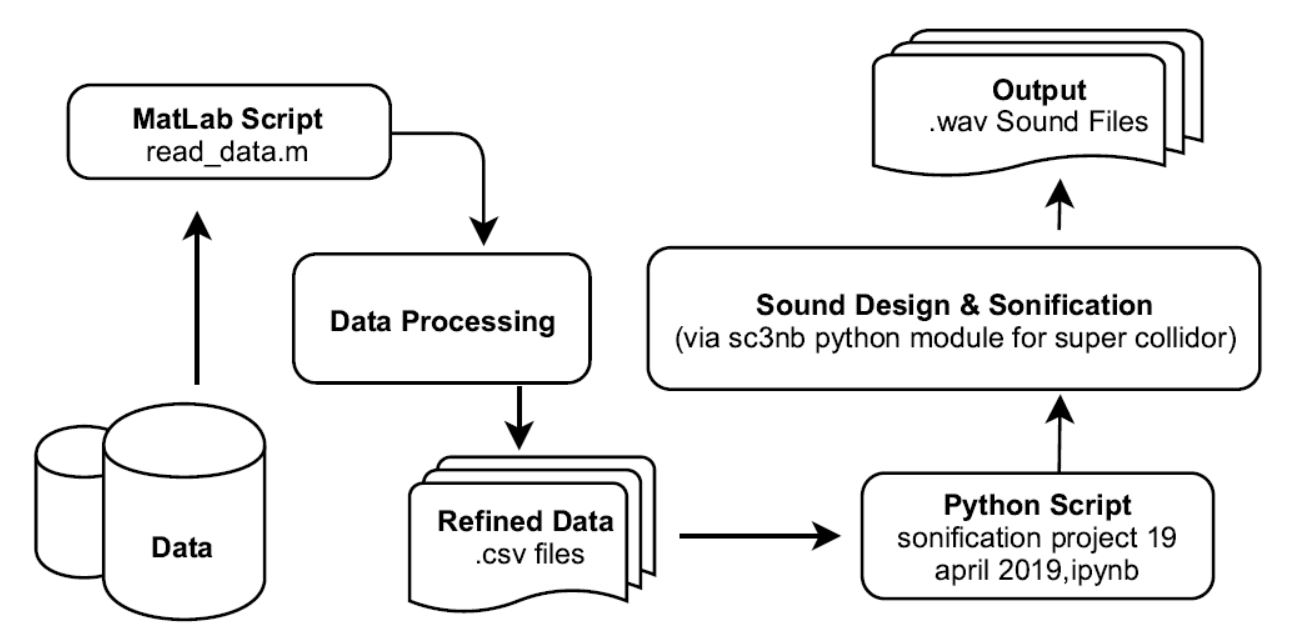 MatLab Script
read_data.m
Data Processing
Data
Refined Data
.csv files
Python Script
sonification project 19
april 2019,ipynb
Sound Design & Sonification
(via sc3nb python module for super collidor)
Output
.wav Sound Files